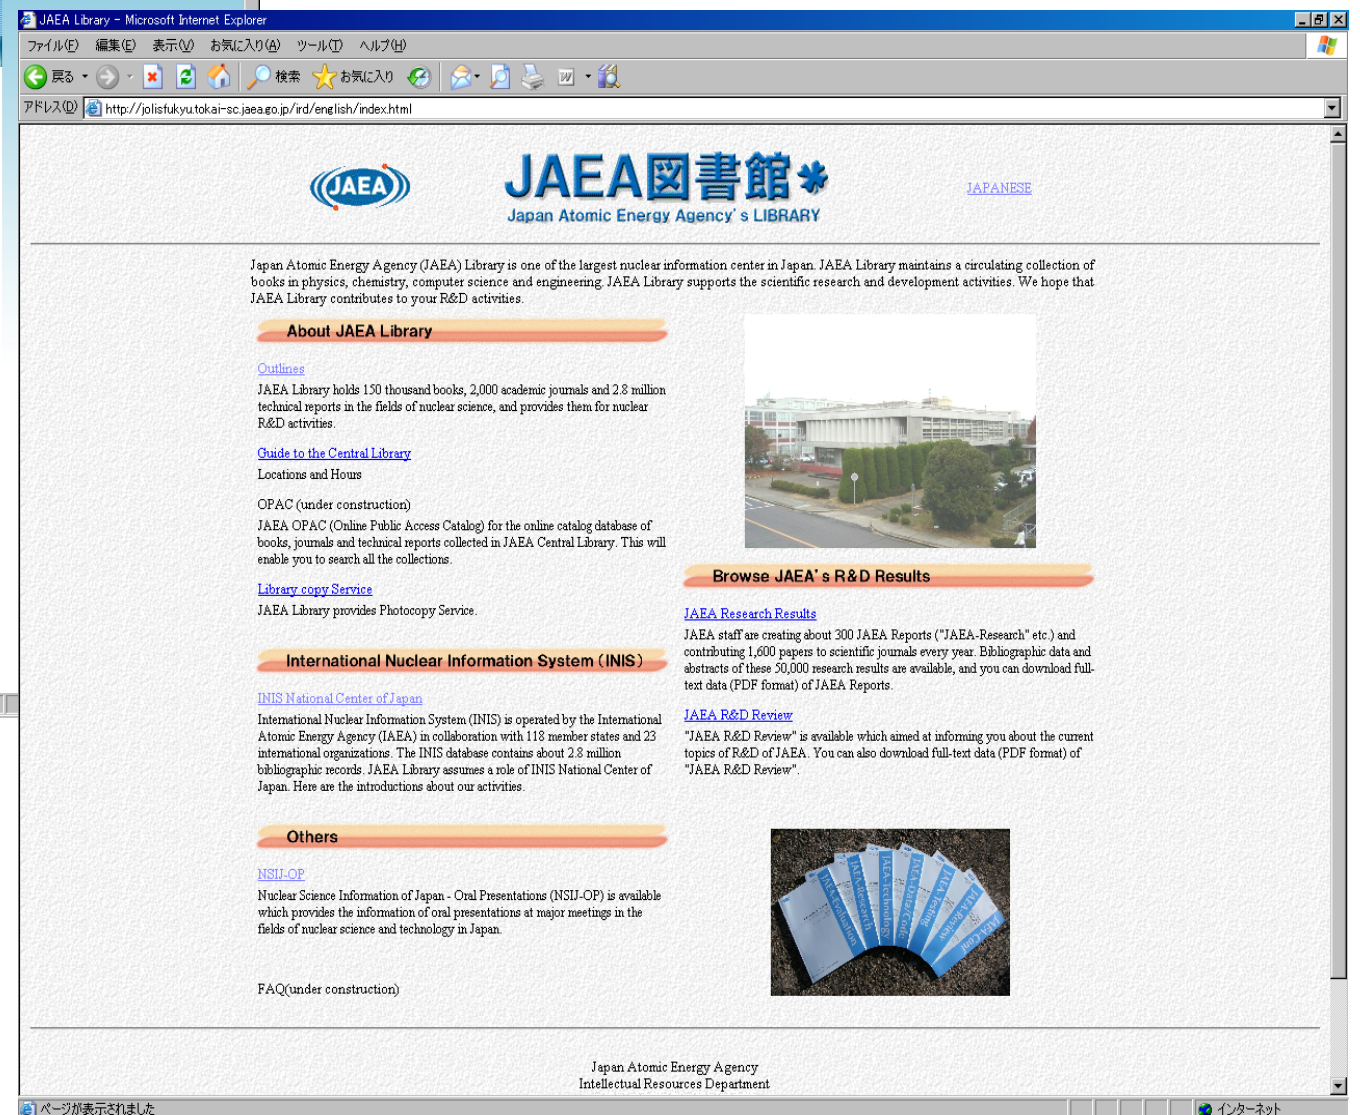 JAEA Library - Microsoft Internet Explorer
ファイル(F) 編集(E) 表示(V) お気に入り(A) ツール(T) ヘルプ(H)
戻る 検索 お気に入り
アドレス(D) http://jolisfukyu.tokai-sc.jaea.go.jp/ird/english/index.html
JAEA
JAEA図書館
Japan Atomic Energy Agency's LIBRARY
JAPANESE
Japan Atomic Energy Agency (JAEA) Library is one of the largest nuclear information center in Japan. JAEA Library maintains a circulating collection of
books in physics, chemistry, computer science and engineering. JAEA Library supports the scientific research and development activities. We hope that
JAEA Library contributes to your R&D activities.
About JAEA Library
Outlines
JAEA Library holds 150 thousand books, 2,000 academic journals and 2.8 million
technical reports in the fields of nuclear science, and provides them for nuclear
R&D activities.
Guide to the Central Library
Locations and Hours
OPAC (under construction)
JAEA OPAC (Online Public Access Catalog) for the online catalog database of
books, journals and technical reports collected in JAEA Central Library. This will
enable you to search all the collections.
Library copy Service
JAEA Library provides Photocopy Service.
International Nuclear Information System (INIS)
INIS National Center of Japan
International Nuclear Information System (INIS) is operated by the International
Atomic Energy Agency (IAEA) in collaboration with 118 member states and 23
international organizations. The INIS database contains about 2.8 million
bibliographic records. JAEA Library assumes a role of INIS National Center of
Japan. Here are the introductions about our activities.
Others
NSIJ-OP
Nuclear Science Information of Japan - Oral Presentations (NSIJ-OP) is available
which provides the information of oral presentations at major meetings in the
fields of nuclear science and technology in Japan.
FAQ(under construction)
Browse JAEA's R&D Results
JAEA Research Results
JAEA staff are creating about 300 JAEA Reports ("JAEA-Research" etc.) and
contributing 1,600 papers to scientific journals every year. Bibliographic data and
abstracts of these 50,000 research results are available, and you can download full-
text data (PDF format) of JAEA Reports.
JAEA R&D Review
"JAEA R&D Review" is available which aimed at informing you about the current
topics of R&D of JAEA. You can also download full-text data (PDF format) of
"JAEA R&D Review".
JAEA-Evaluation
JAEA-Research
JAEA-Technology
JAEA-Data/Code
JAEA-Testing
JAEA-Review
JAEA-Conf
Japan Atomic Energy Agency
Intellectual Resources Department
ページが表示されました
インターネット